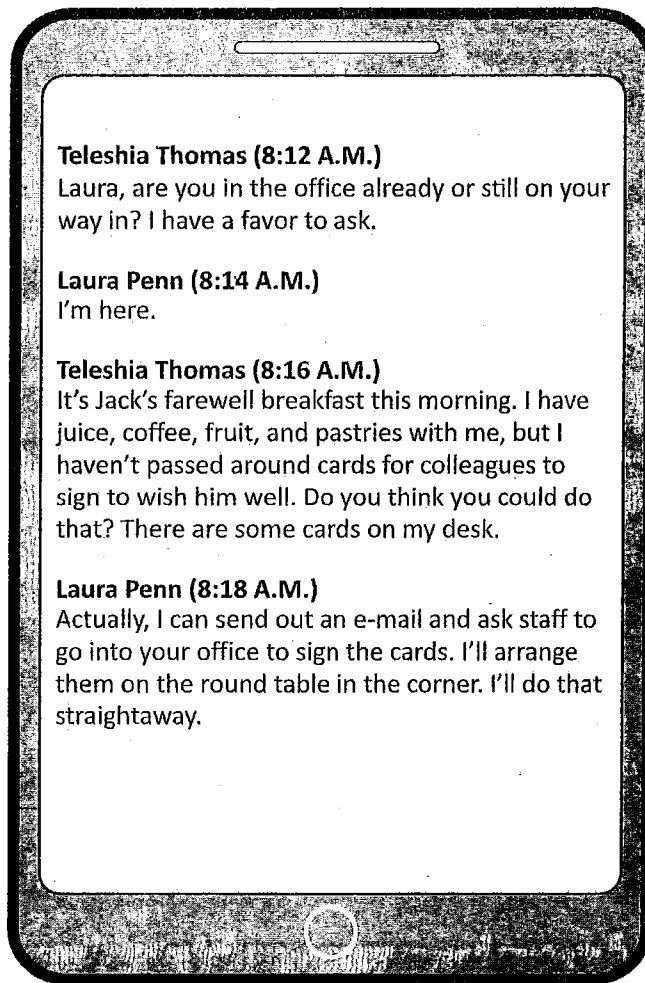 Teleshia Thomas (8:12 A.M.)
Laura, are you in the office already or still on your
way in? I have a favor to ask.
Laura Penn (8:14 A.M.)
I'm here.
Teleshia Thomas (8:16 A.M.)
It's Jack's farewell breakfast this morning. I have
juice, coffee, fruit, and pastries with me, but I
haven't passed around cards for colleagues to
sign to wish him well. Do you think you could do
that? There are some cards on my desk.
Laura Penn (8:18 A.M.)
Actually, I can send out an e-mail and ask staff to
go into your office to sign the cards. I'll arrange
them on the round table in the corner. I'll do that
straightaway.